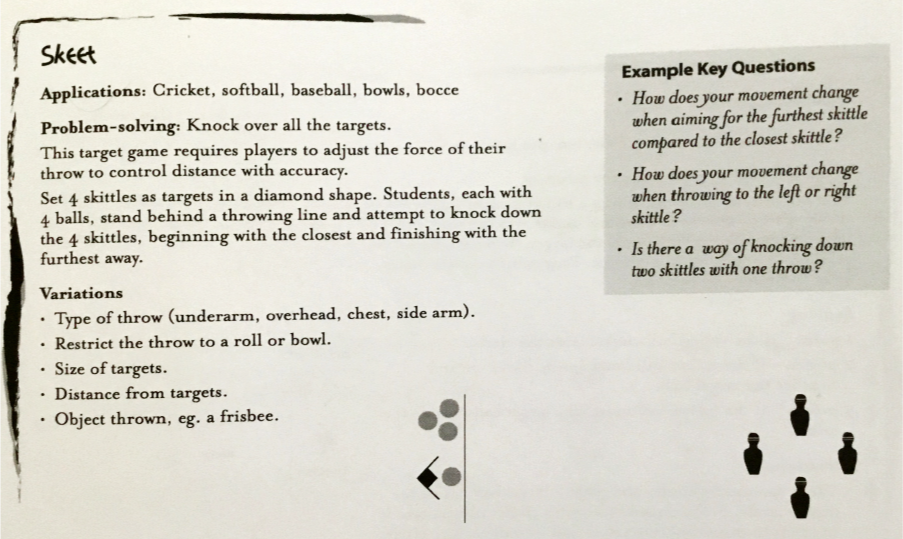 Skeet
Applications: Cricket, softball, baseball, bowls, bocce
Problem-solving: Knock over all the targets.
This target game requires players to adjust the force of their
throw to control distance with accuracy.
Set 4 skittles as targets in a diamond shape. Students, each with
4 balls, stand behind a throwing line and attempt to knock down
the 4 skittles, beginning with the closest and finishing with the
furthest away.
Variations
• Type of throw (underarm, overhead, chest, side arm).
• Restrict the throw to a roll or bowl.
• Size of targets.
• Distance from targets.
• Object thrown, eg. a frisbee.
Example Key Questions
• How does your movement change
when aiming for the furthest skittle
compared to the closest skittle?
• How does your movement change
when throwing to the left or right
skittle?
• Is there a way of knocking down
two skittles with one throw?